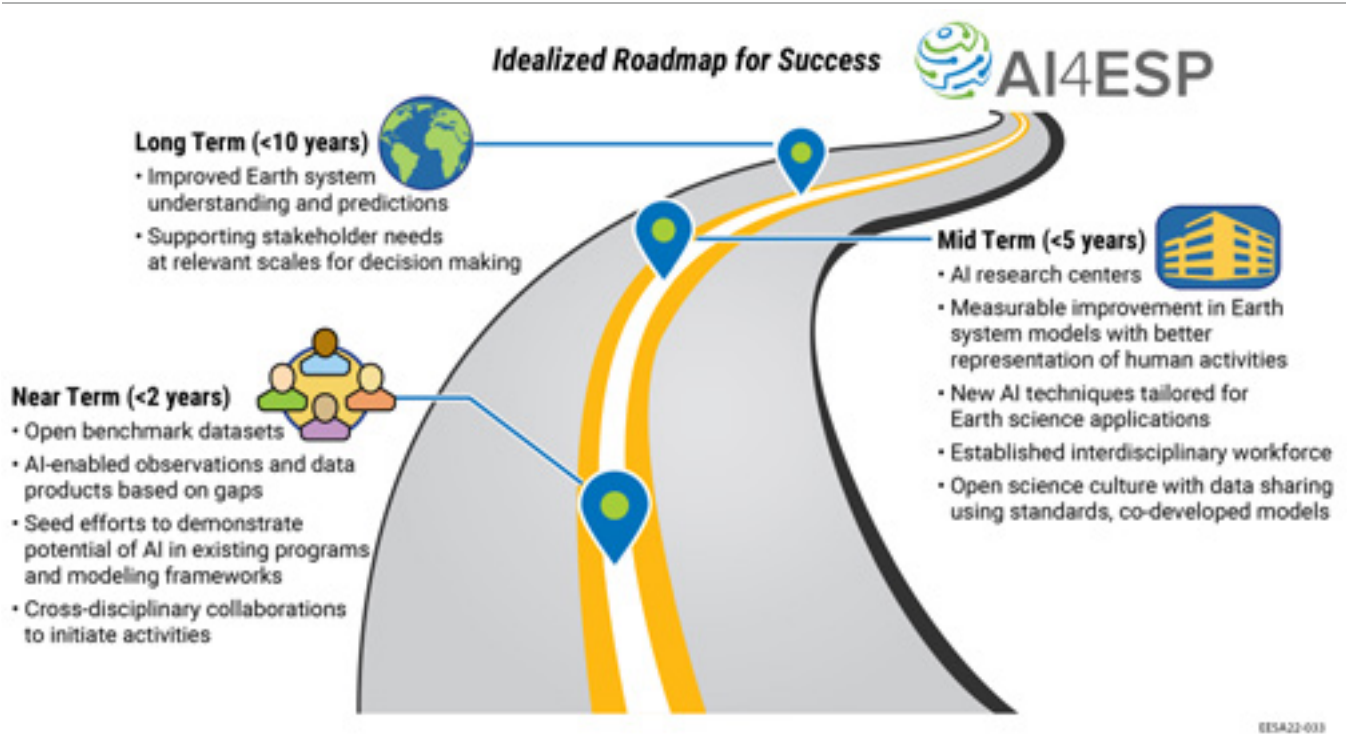 Idealized Roadmap for Success
AI4ESP
Long Term (<10 years)
• Improved Earth system
understanding and predictions
• Supporting stakeholder needs
at relevant scales for decision making
Mid Term (<5 years)
• AI research centers
• Measurable improvement in Earth
system models with better
representation of human activities
• New AI techniques tailored for
Earth science applications
• Established interdisciplinary workforce
• Open science culture with data sharing
using standards, co-developed models
Near Term (<2 years)
• Open benchmark datasets
• AI-enabled observations and data
products based on gaps
• Seed efforts to demonstrate
potential of AI in existing programs
and modeling frameworks
• Cross-disciplinary collaborations
to initiate activities
EESA22-033